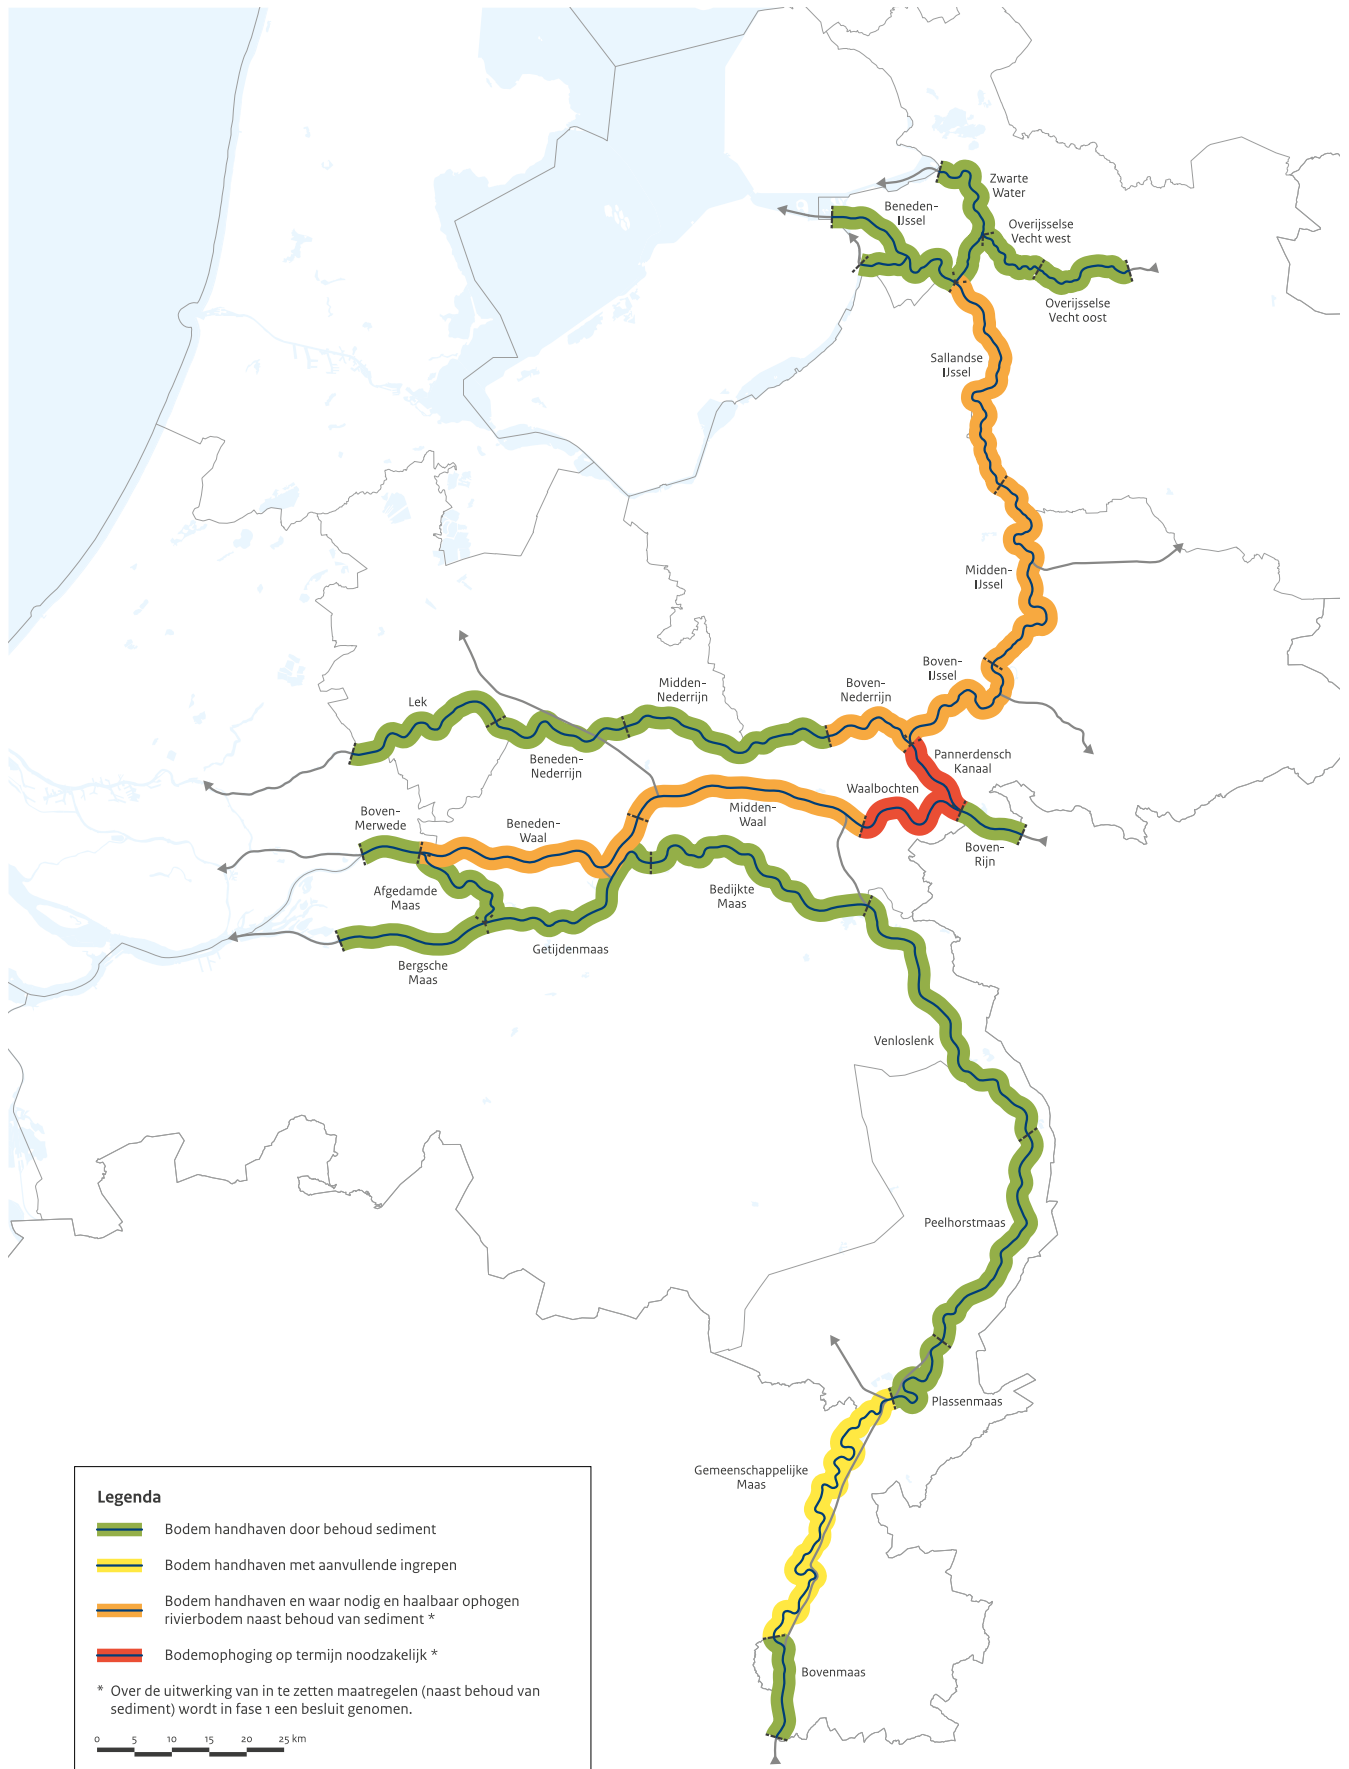 Zwarte
Water
Beneden-
IJssel
Overijsselse
Vecht west
Overijsselse
Vecht oost
Sallandse
IJssel
Midden-
IJssel
Boven-
IJssel
Midden-
Nederrijn
Boven-
Nederrijn
Lek
Beneden-
Nederrijn
Pannerdensch
Kanaal
Waalbochten
Midden-
Waal
Boven-
Merwede
Beneden-
Waal
Boven-
Rijn
Afgedamde
Maas
Bedijkte
Maas
Getijdenmaas
Bergsche
Maas
Venloslenk
Peelhorstmaas
Plassenmaas
Gemeenschappelijke
Maas
Bovenmaas
Legenda
Bodem handhaven door behoud sediment
Bodem handhaven met aanvullende ingrepen
Bodem handhaven en waar nodig en haalbaar ophogen
rivierbodem naast behoud van sediment *
Bodemophoging op termijn noodzakelijk *
* Over de uitwerking van in te zetten maatregelen (naast behoud van
sediment) wordt in fase 1 een besluit genomen.
0 5 10 15 20 25 km